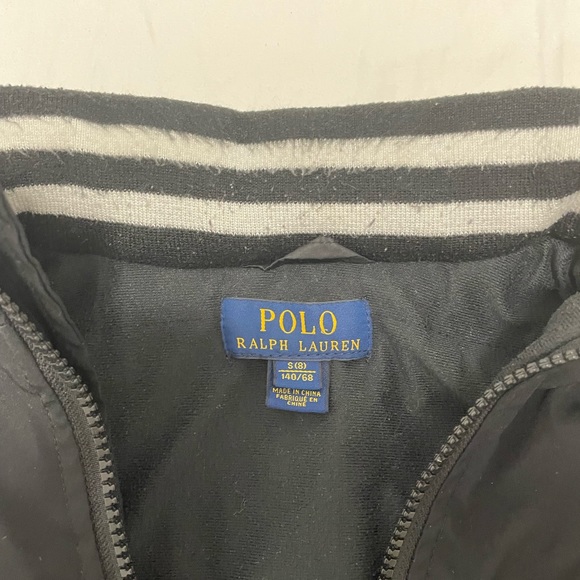 POLO
RALPH LAUREN
S(8)
140/68
MADE IN CHINA
FABRIQUÉ EN
CHINE